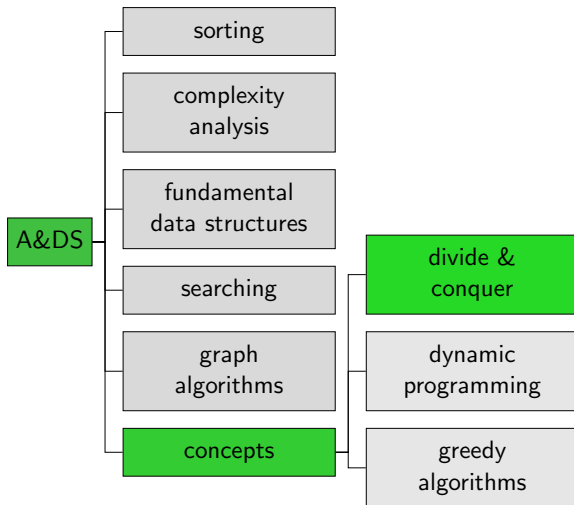 sorting
complexity
analysis
fundamental
data structures
A&DS
searching
divide &
conquer
graph
algorithms
dynamic
programming
concepts
greedy
algorithms